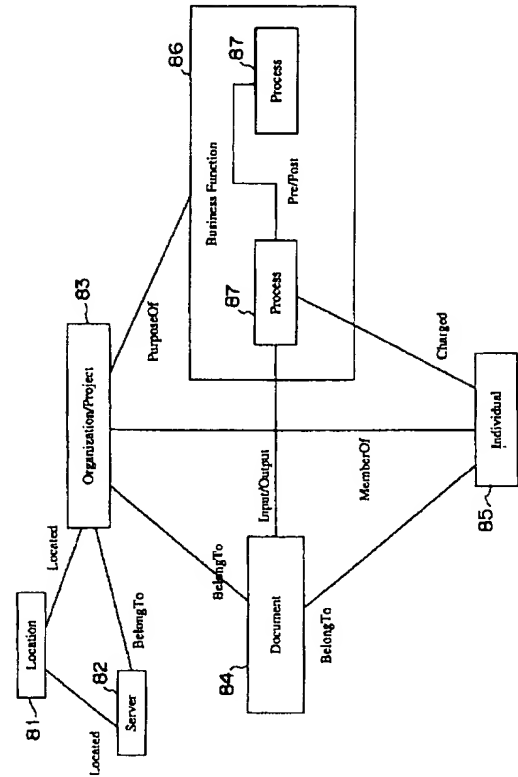 86
87
Process
Business Function
Pre/Post
87
Process
83
PurposeOf
Organization/Project
Charged
Located
Input/Output
MemberOf
Individual
85
Location
81
BelongTo
BelongTo
Document
84
BelongTo
82
Server
Located